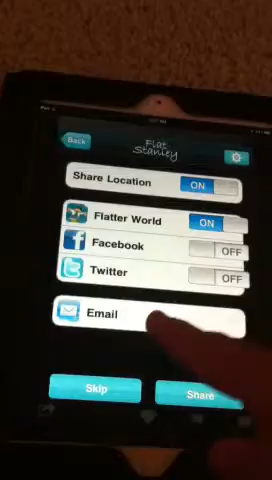 Back
Flat
Stanley
Share Location ON
Flatter World ON
Facebook OFF
Twitter OFF
Email
Skip
Share